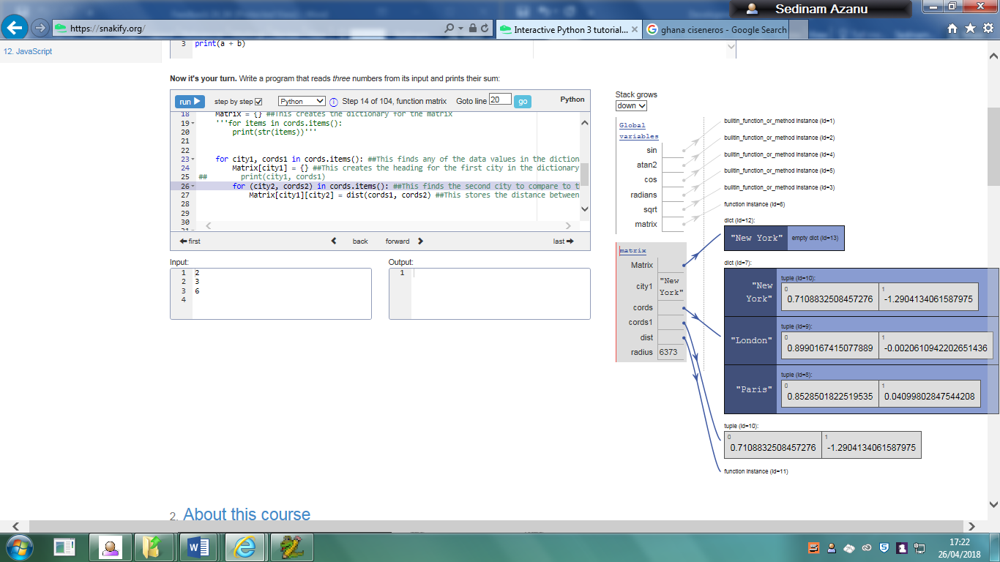 Sedinam Azanu
https://snakify.org/
Interactive Python 3 tutorial...
ghana ciseneros - Google Search
12. JavaScript
3 print(a + b)
Now it's your turn. Write a program that reads three numbers from its input and prints their sum:
run step by step Python Step 14 of 104, function matrix Goto line 20 go Python
18 Matrix = {} ##This creates the dictionary for the matrix
19 '''for items in cords.items():
20 print(str(items))'''
21
22
23 for city1, cords1 in cords.items(): ##This finds any of the data values in the diction
24 Matrix[city1] = {} ##This creates the heading for the first city in the dictionary
25 ## print(city1, cords1)
26 for (city2, cords2) in cords.items(): ##This finds the second city to compare to t
27 Matrix[city1][city2] = dist(cords1, cords2) ##This stores the distance between
28
29
30
31
first back forward last
Input:
1 2
2 3
3 6
4
Output:
1
Stack grows
down
Global variables
sin
atan2
cos
radians
sqrt
matrix
matrix
Matrix
city1 "New York"
cords
cords1
dist
radius 6373
builtin_function_or_method instance (id=1)
builtin_function_or_method instance (id=2)
builtin_function_or_method instance (id=4)
builtin_function_or_method instance (id=5)
builtin_function_or_method instance (id=3)
function instance (id=6)
dict (id=12):
"New York" empty dict (id=13)
dict (id=7):
"New York"
tuple (id=10):
0 1
0.7108832508457276 -1.2904134061587975
"London"
tuple (id=9):
0 1
0.8990167415077889 -0.0020610942202651436
"Paris"
tuple (id=8):
0 1
0.8528501822519535 0.04099802847544208
tuple (id=10):
0 1
0.7108832508457276 -1.2904134061587975
function instance (id=11)
2. About this course
17:22
26/04/2018